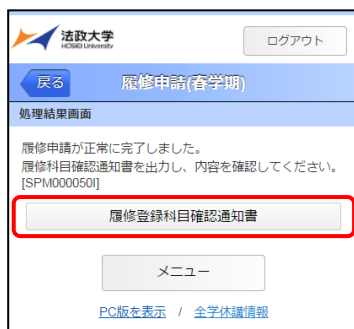 法政大学
HOSEI University
ログアウト
戻る
履修申請(春学期)
処理結果画面
履修申請が正常に完了しました。
履修科目確認通知書を出力し、内容を確認してください。
[SPM000050I]
履修登録科目確認通知書
メニュー
PC版を表示 / 全学休講情報